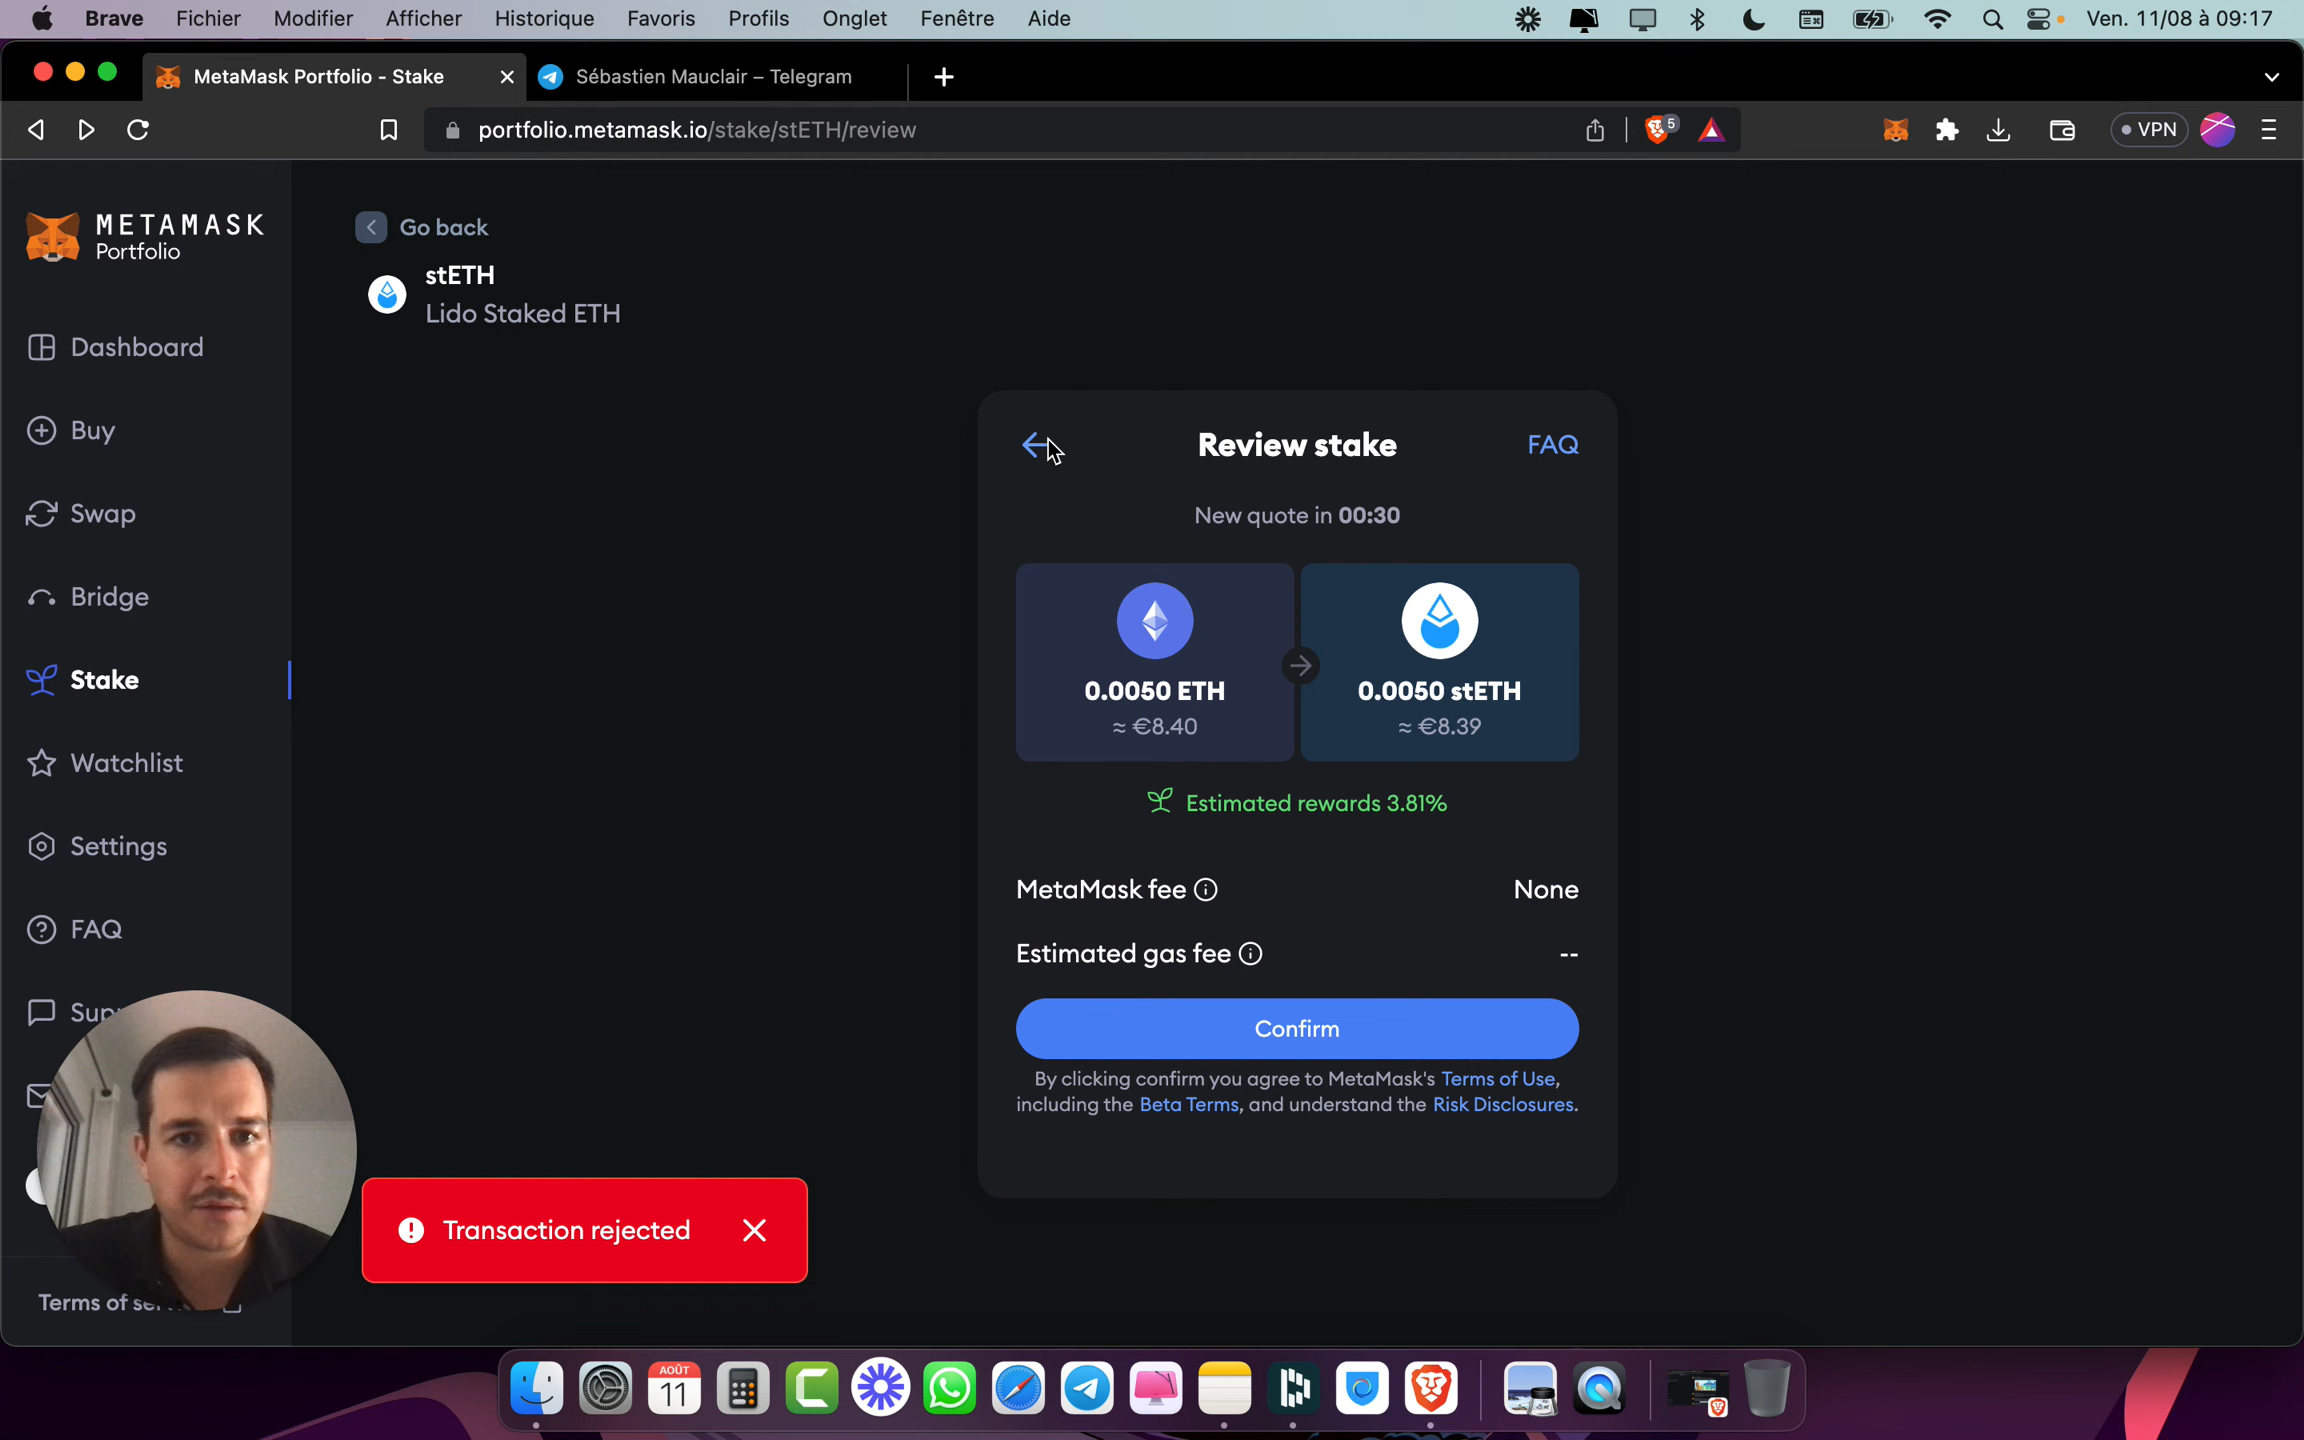 Brave Fichier Modifier Afficher Historique Favoris Profils Onglet Fenêtre Aide Ven. 11/08 à 09:17
MetaMask Portfolio - Stake
Sébastien Mauclair – Telegram
portfolio.metamask.io/stake/stETH/review
5
VPN
METAMASK
Portfolio
Dashboard
Buy
Swap
Bridge
Stake
Watchlist
Settings
FAQ
Go back
stETH
Lido Staked ETH
Review stake
FAQ
New quote in 00:30
0.0050 ETH
≈ €8.40
0.0050 stETH
≈ €8.39
Estimated rewards 3.81%
MetaMask fee
None
Estimated gas fee
--
Confirm
By clicking confirm you agree to MetaMask's Terms of Use,
including the Beta Terms, and understand the Risk Disclosures.
Transaction rejected
Terms of
AOÛT
11